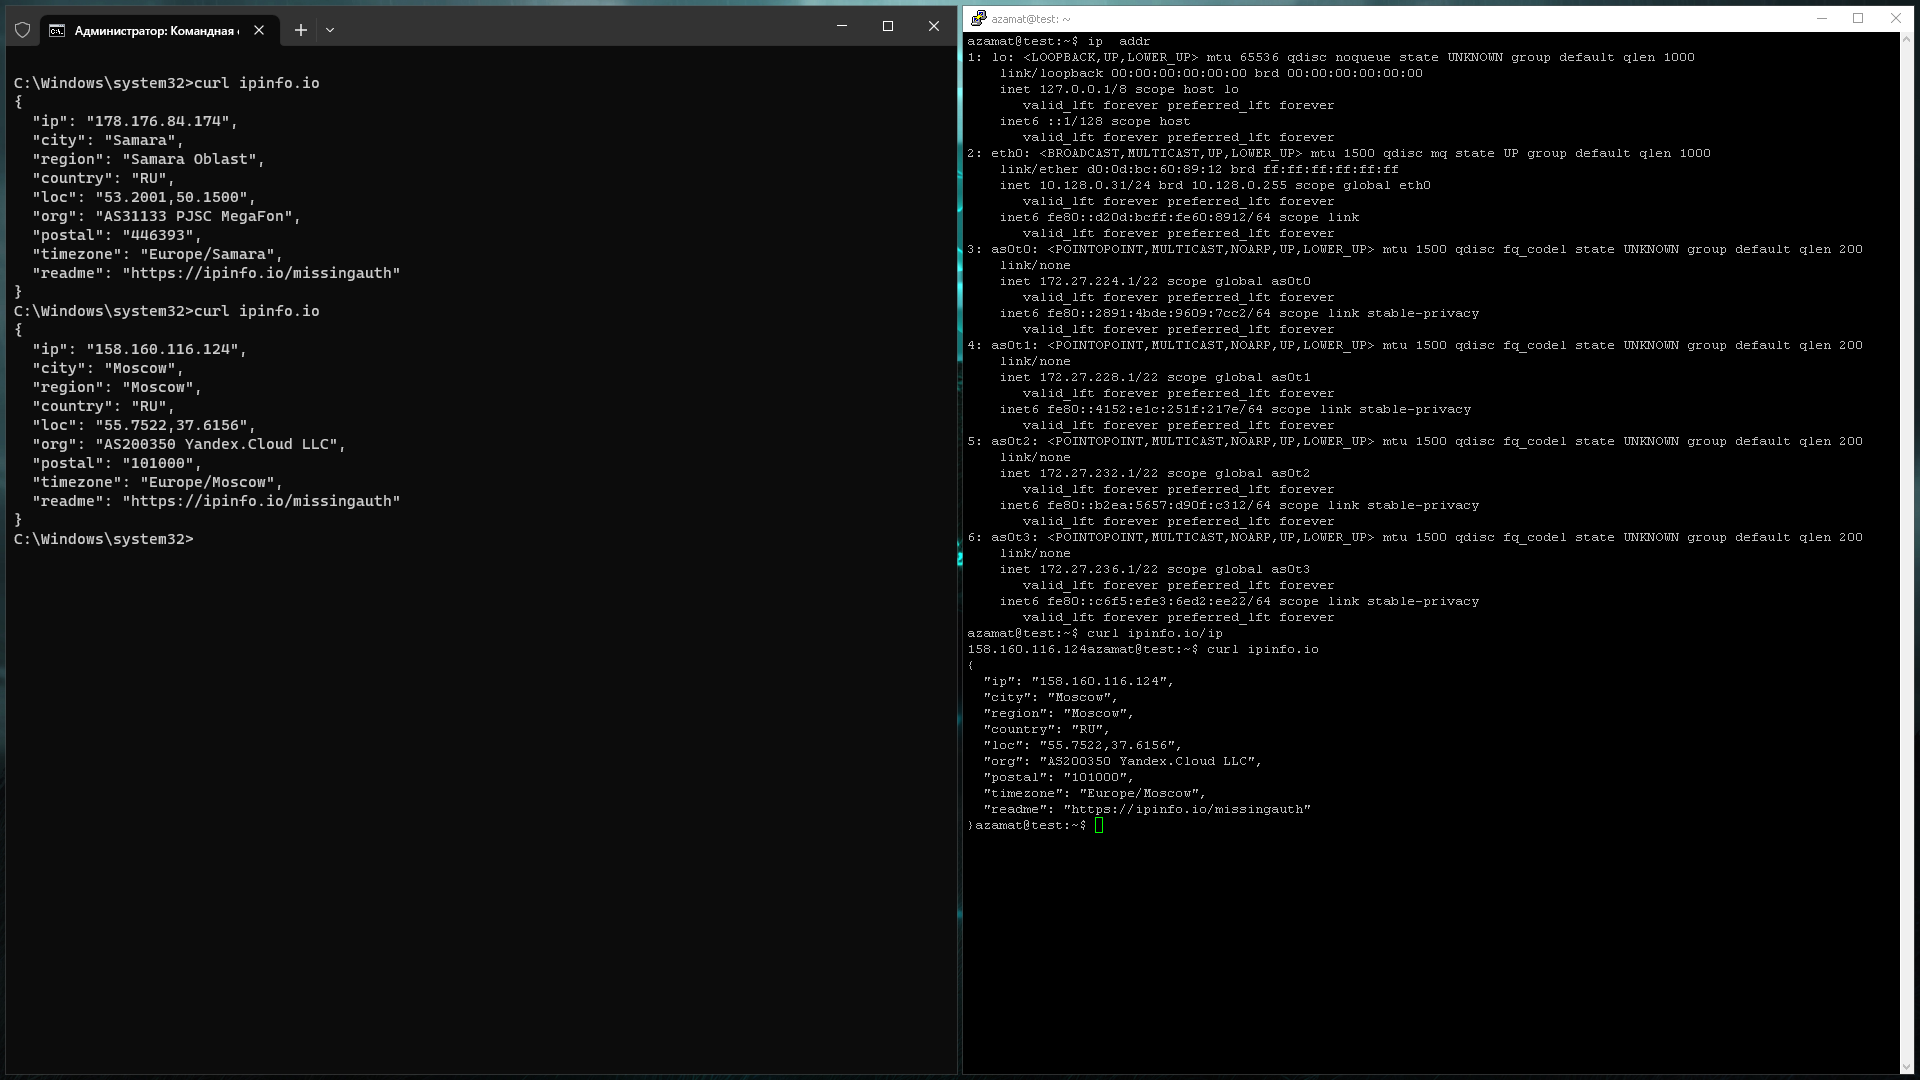 Администратор: Командная
C:\Windows\system32>curl ipinfo.io
{
"ip": "178.176.84.174",
"city": "Samara",
"region": "Samara Oblast",
"country": "RU",
"loc": "53.2001,50.1500",
"org": "AS31133 PJSC MegaFon",
"postal": "446393",
"timezone": "Europe/Samara",
"readme": "https://ipinfo.io/missingauth"
}
C:\Windows\system32>curl ipinfo.io
{
"ip": "158.160.116.124",
"city": "Moscow",
"region": "Moscow",
"country": "RU",
"loc": "55.7522,37.6156",
"org": "AS200350 Yandex.Cloud LLC",
"postal": "101000",
"timezone": "Europe/Moscow",
"readme": "https://ipinfo.io/missingauth"
}
C:\Windows\system32>
azamat@test: ~
azamat@test:~$ ip  addr
1: lo: <LOOPBACK,UP,LOWER_UP> mtu 65536 qdisc noqueue state UNKNOWN group default qlen 1000
link/loopback 00:00:00:00:00:00 brd 00:00:00:00:00:00
inet 127.0.0.1/8 scope host lo
valid_lft forever preferred_lft forever
inet6 ::1/128 scope host
valid_lft forever preferred_lft forever
2: eth0: <BROADCAST,MULTICAST,UP,LOWER_UP> mtu 1500 qdisc mq state UP group default qlen 1000
link/ether d0:0d:bc:60:89:12 brd ff:ff:ff:ff:ff:ff
inet 10.128.0.31/24 brd 10.128.0.255 scope global eth0
valid_lft forever preferred_lft forever
inet6 fe80::d20d:bcff:fe60:8912/64 scope link
valid_lft forever preferred_lft forever
3: as0t0: <POINTOPOINT,MULTICAST,NOARP,UP,LOWER_UP> mtu 1500 qdisc fq_codel state UNKNOWN group default qlen 200
link/none
inet 172.27.224.1/22 scope global as0t0
valid_lft forever preferred_lft forever
inet6 fe80::2891:4bde:9609:7cc2/64 scope link stable-privacy
valid_lft forever preferred_lft forever
4: as0t1: <POINTOPOINT,MULTICAST,NOARP,UP,LOWER_UP> mtu 1500 qdisc fq_codel state UNKNOWN group default qlen 200
link/none
inet 172.27.228.1/22 scope global as0t1
valid_lft forever preferred_lft forever
inet6 fe80::4152:e1c:251f:217e/64 scope link stable-privacy
valid_lft forever preferred_lft forever
5: as0t2: <POINTOPOINT,MULTICAST,NOARP,UP,LOWER_UP> mtu 1500 qdisc fq_codel state UNKNOWN group default qlen 200
link/none
inet 172.27.232.1/22 scope global as0t2
valid_lft forever preferred_lft forever
inet6 fe80::b2ea:5657:d90f:c312/64 scope link stable-privacy
valid_lft forever preferred_lft forever
6: as0t3: <POINTOPOINT,MULTICAST,NOARP,UP,LOWER_UP> mtu 1500 qdisc fq_codel state UNKNOWN group default qlen 200
link/none
inet 172.27.236.1/22 scope global as0t3
valid_lft forever preferred_lft forever
inet6 fe80::c6f5:efe3:6ed2:ee22/64 scope link stable-privacy
valid_lft forever preferred_lft forever
azamat@test:~$ curl ipinfo.io/ip
158.160.116.124azamat@test:~$ curl ipinfo.io
{
"ip": "158.160.116.124",
"city": "Moscow",
"region": "Moscow",
"country": "RU",
"loc": "55.7522,37.6156",
"org": "AS200350 Yandex.Cloud LLC",
"postal": "101000",
"timezone": "Europe/Moscow",
"readme": "https://ipinfo.io/missingauth"
}azamat@test:~$